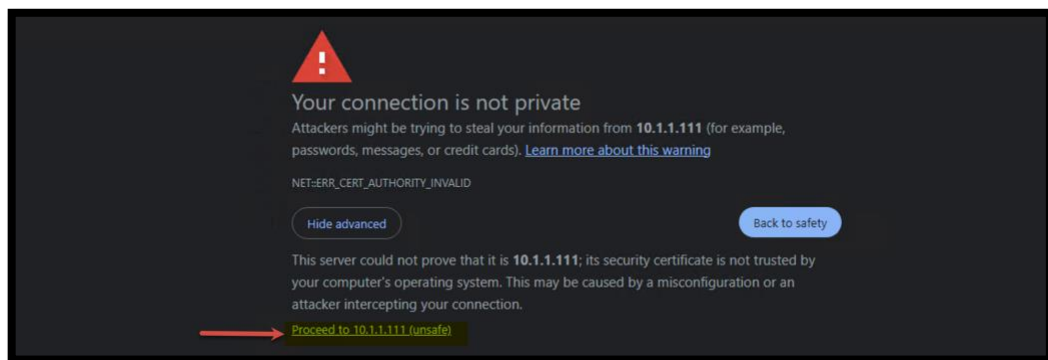 Your connection is not private
Attackers might be trying to steal your information from 10.1.1.111 (for example,
passwords, messages, or credit cards). Learn more about this warning
NET::ERR_CERT_AUTHORITY_INVALID
Hide advanced
Back to safety
This server could not prove that it is 10.1.1.111; its security certificate is not trusted by
your computer's operating system. This may be caused by a misconfiguration or an
attacker intercepting your connection.
Proceed to 10.1.1.111 (unsafe)